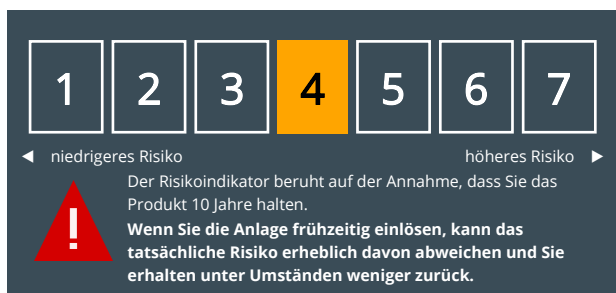 1 2 3 4 5 6 7
◄ niedrigeres Risiko höheres Risiko ►
Der Risikoindikator beruht auf der Annahme, dass Sie das
Produkt 10 Jahre halten.
Wenn Sie die Anlage frühzeitig einlösen, kann das
tatsächliche Risiko erheblich davon abweichen und Sie
erhalten unter Umständen weniger zurück.
!